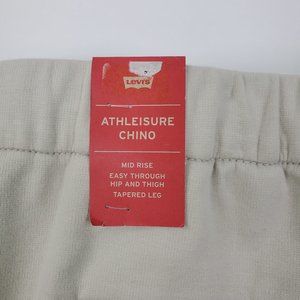 Levi's
ATHLEISURE
CHINO
MID RISE
EASY THROUGH
HIP AND THIGH
TAPERED LEG